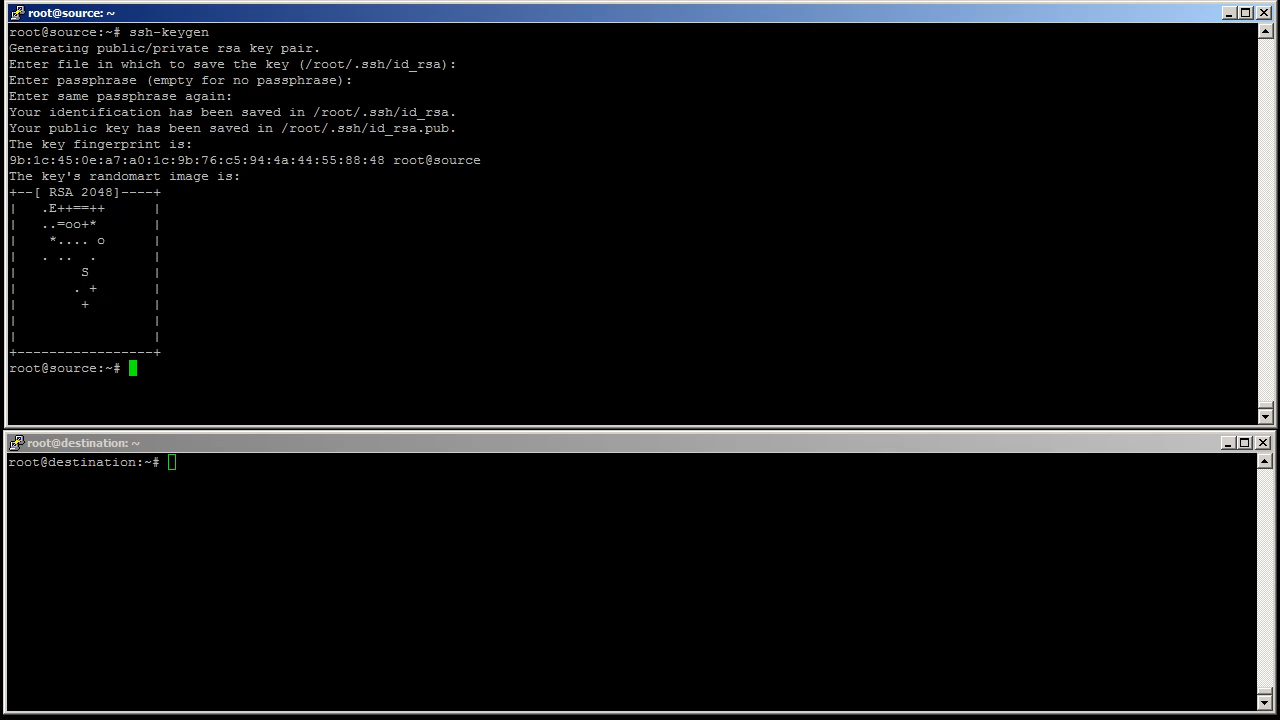 root@source: ~
root@source:~# ssh-keygen
Generating public/private rsa key pair.
Enter file in which to save the key (/root/.ssh/id_rsa):
Enter passphrase (empty for no passphrase):
Enter same passphrase again:
Your identification has been saved in /root/.ssh/id_rsa.
Your public key has been saved in /root/.ssh/id_rsa.pub.
The key fingerprint is:
9b:1c:45:0e:a7:a0:1c:9b:76:c5:94:4a:44:55:88:48 root@source
The key's randomart image is:
+--[ RSA 2048]----+
|   .E++==++      |
|   ..=oo+*       |
|    *.... o      |
|   . ..  .       |
|        S        |
|       . +       |
|        +        |
|                 |
|                 |
+-----------------+
root@source:~#
root@destination: ~
root@destination:~#